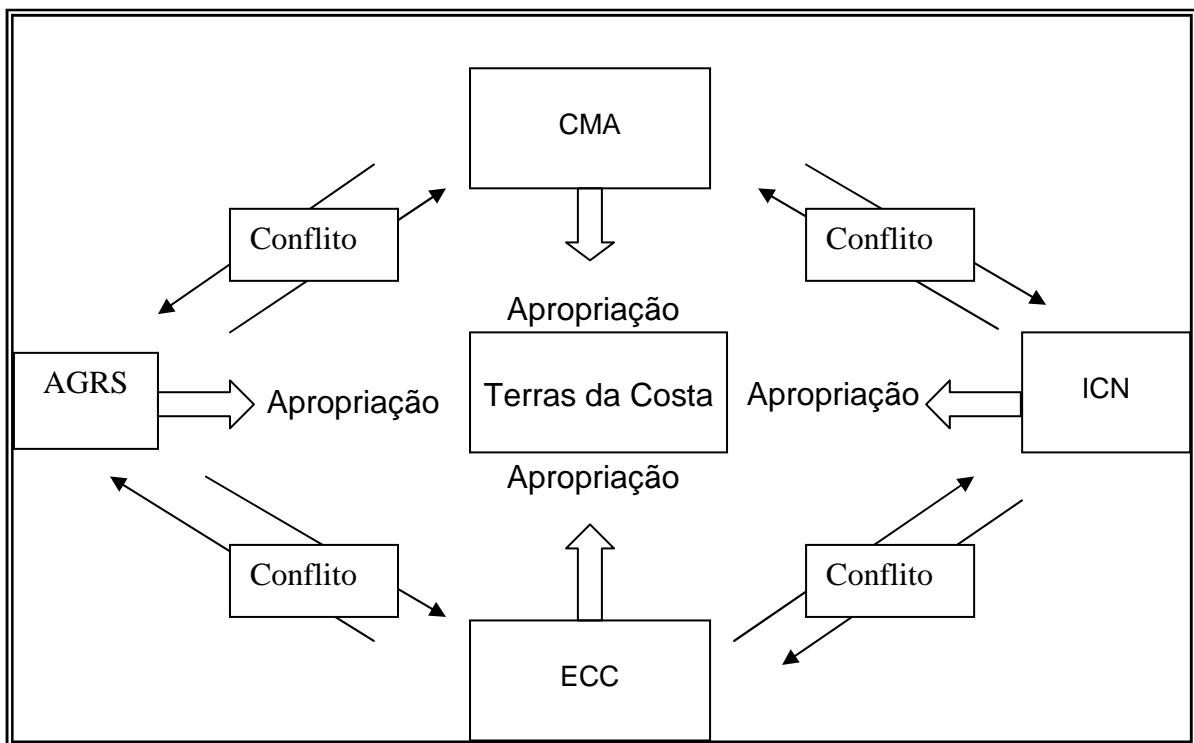 CMA
Conflito
Conflito
Apropriação
AGRS
Apropriação
Terras da Costa
Apropriação
ICN
Apropriação
Conflito
Conflito
ECC